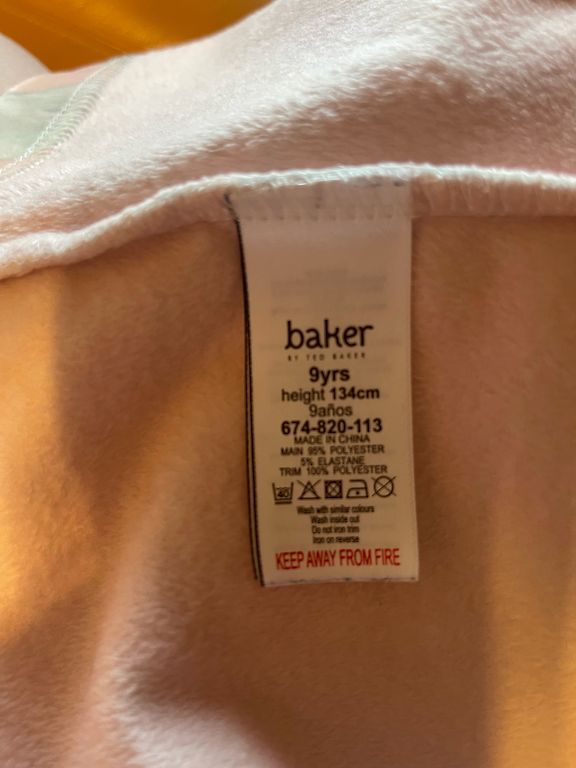 baker
BY TED BAKER
9yrs
height 134cm
9años
674-820-113
MADE IN CHINA
MAIN 95% POLYESTER
5% ELASTANE
TRIM 100% POLYESTER
40
Wash with similar colours
Wash inside out
Do not iron trim
Iron on reverse
KEEP AWAY FROM FIRE